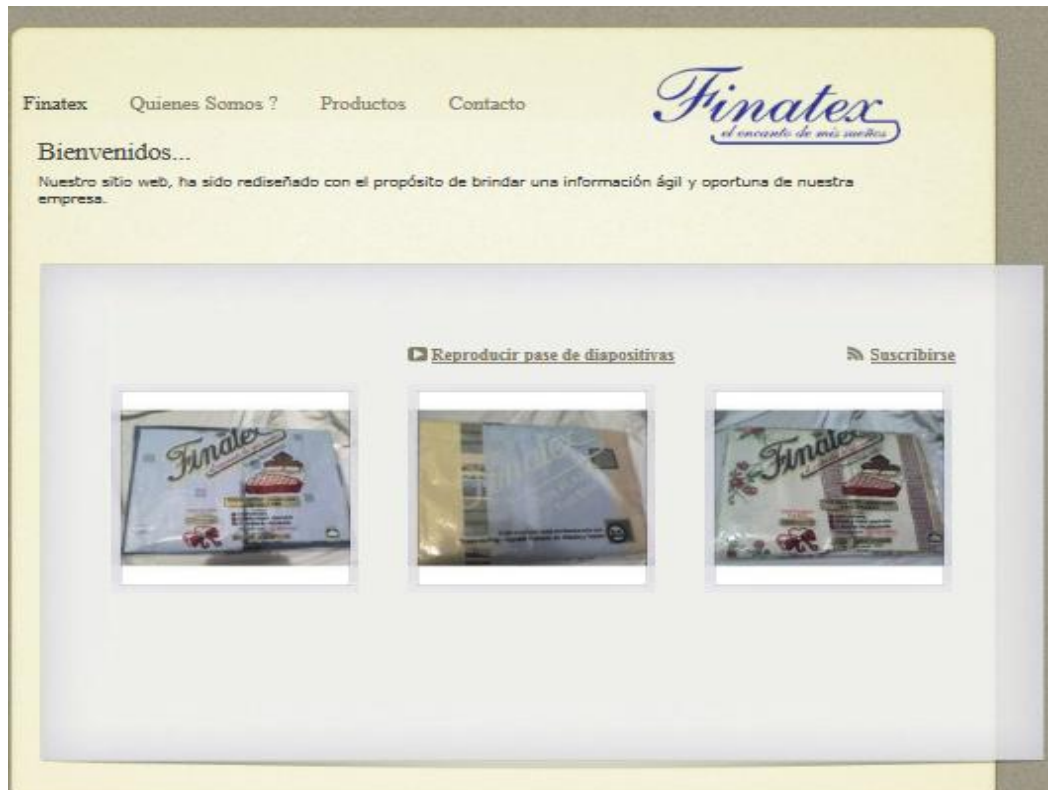 Finatex Quienes Somos ? Productos Contacto
Finatex
el encanto de mis sueños
Bienvenidos...
Nuestro sitio web, ha sido rediseñado con el propósito de brindar una información ágil y oportuna de nuestra
empresa.
Reproducir pase de diapositivas Suscribirse
Finatex Finatex Finatex